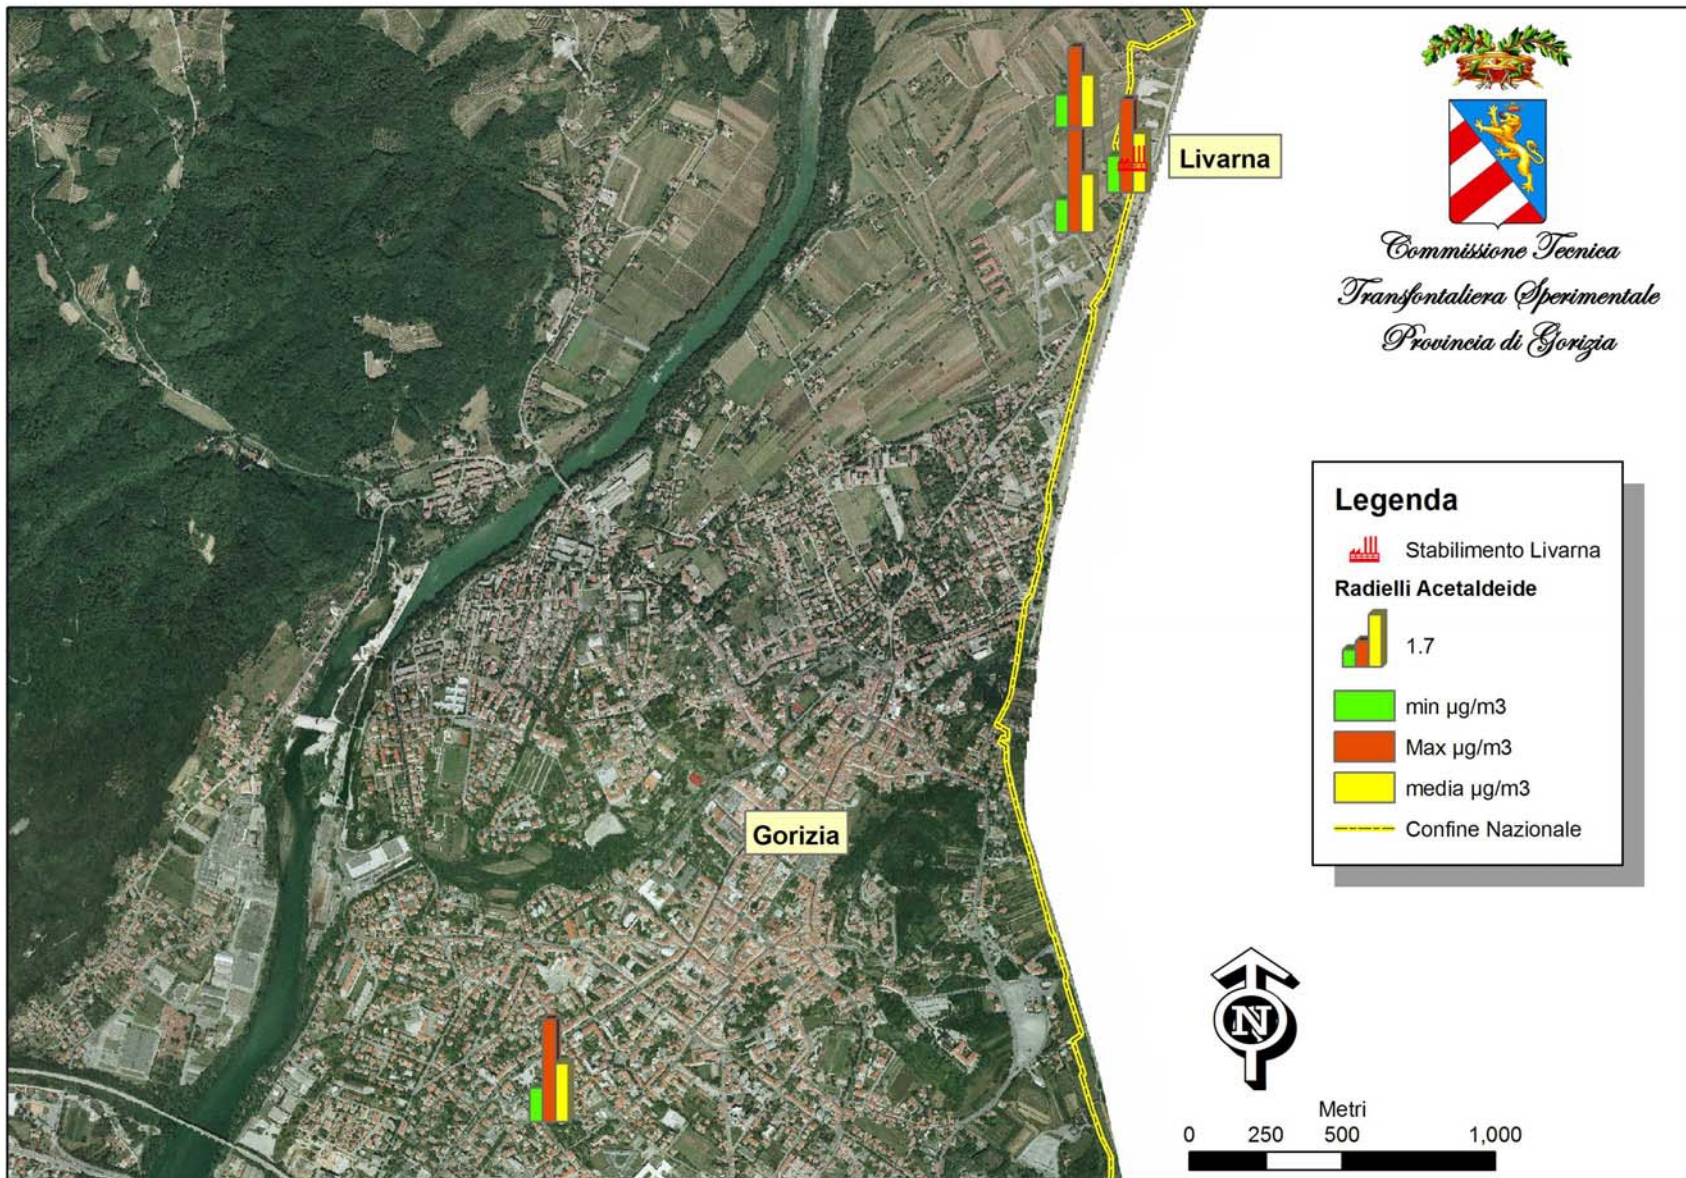 Livarna
Commissione Tecnica
Transfontaliera Sperimentale
Provincia di Gorizia
Legenda
Stabilimento Livarna
Radielli Acetaldeide
1.7
min µg/m3
Max µg/m3
media µg/m3
Confine Nazionale
Gorizia
N
Metri
0 250 500 1,000